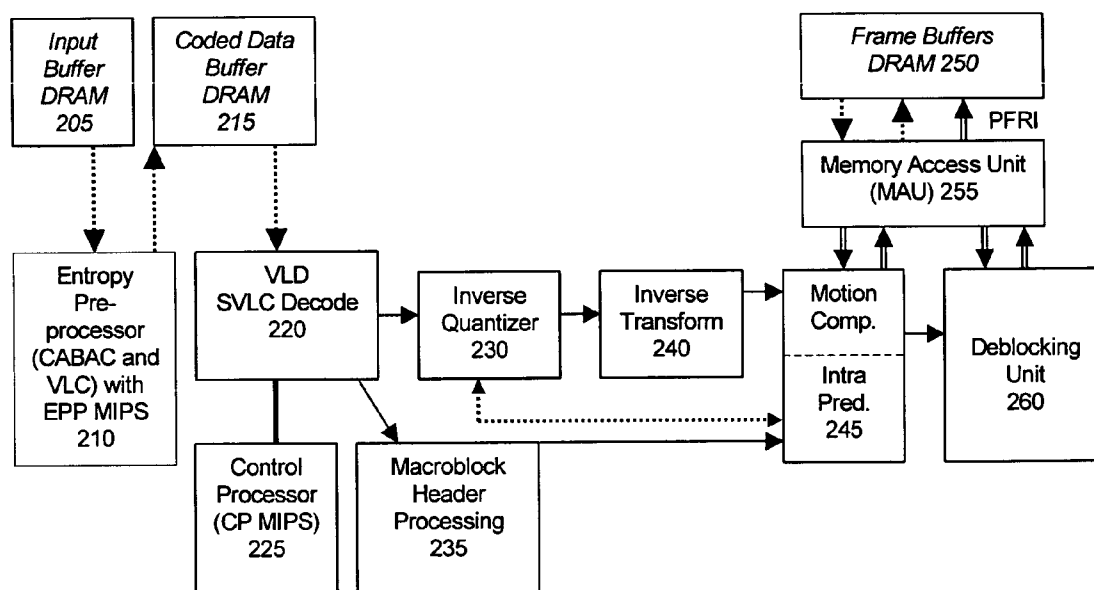 Input
Buffer
DRAM
205
Coded Data
Buffer
DRAM
215
Frame Buffers
DRAM 250
PFRI
Memory Access Unit
(MAU) 255
Entropy
Pre-
processor
(CABAC and
VLC) with
EPP MIPS
210
VLD
SVLC Decode
220
Inverse
Quantizer
230
Inverse
Transform
240
Motion
Comp.
Intra
Pred.
245
Deblocking
Unit
260
Control
Processor
(CP MIPS)
225
Macroblock
Header
Processing
235